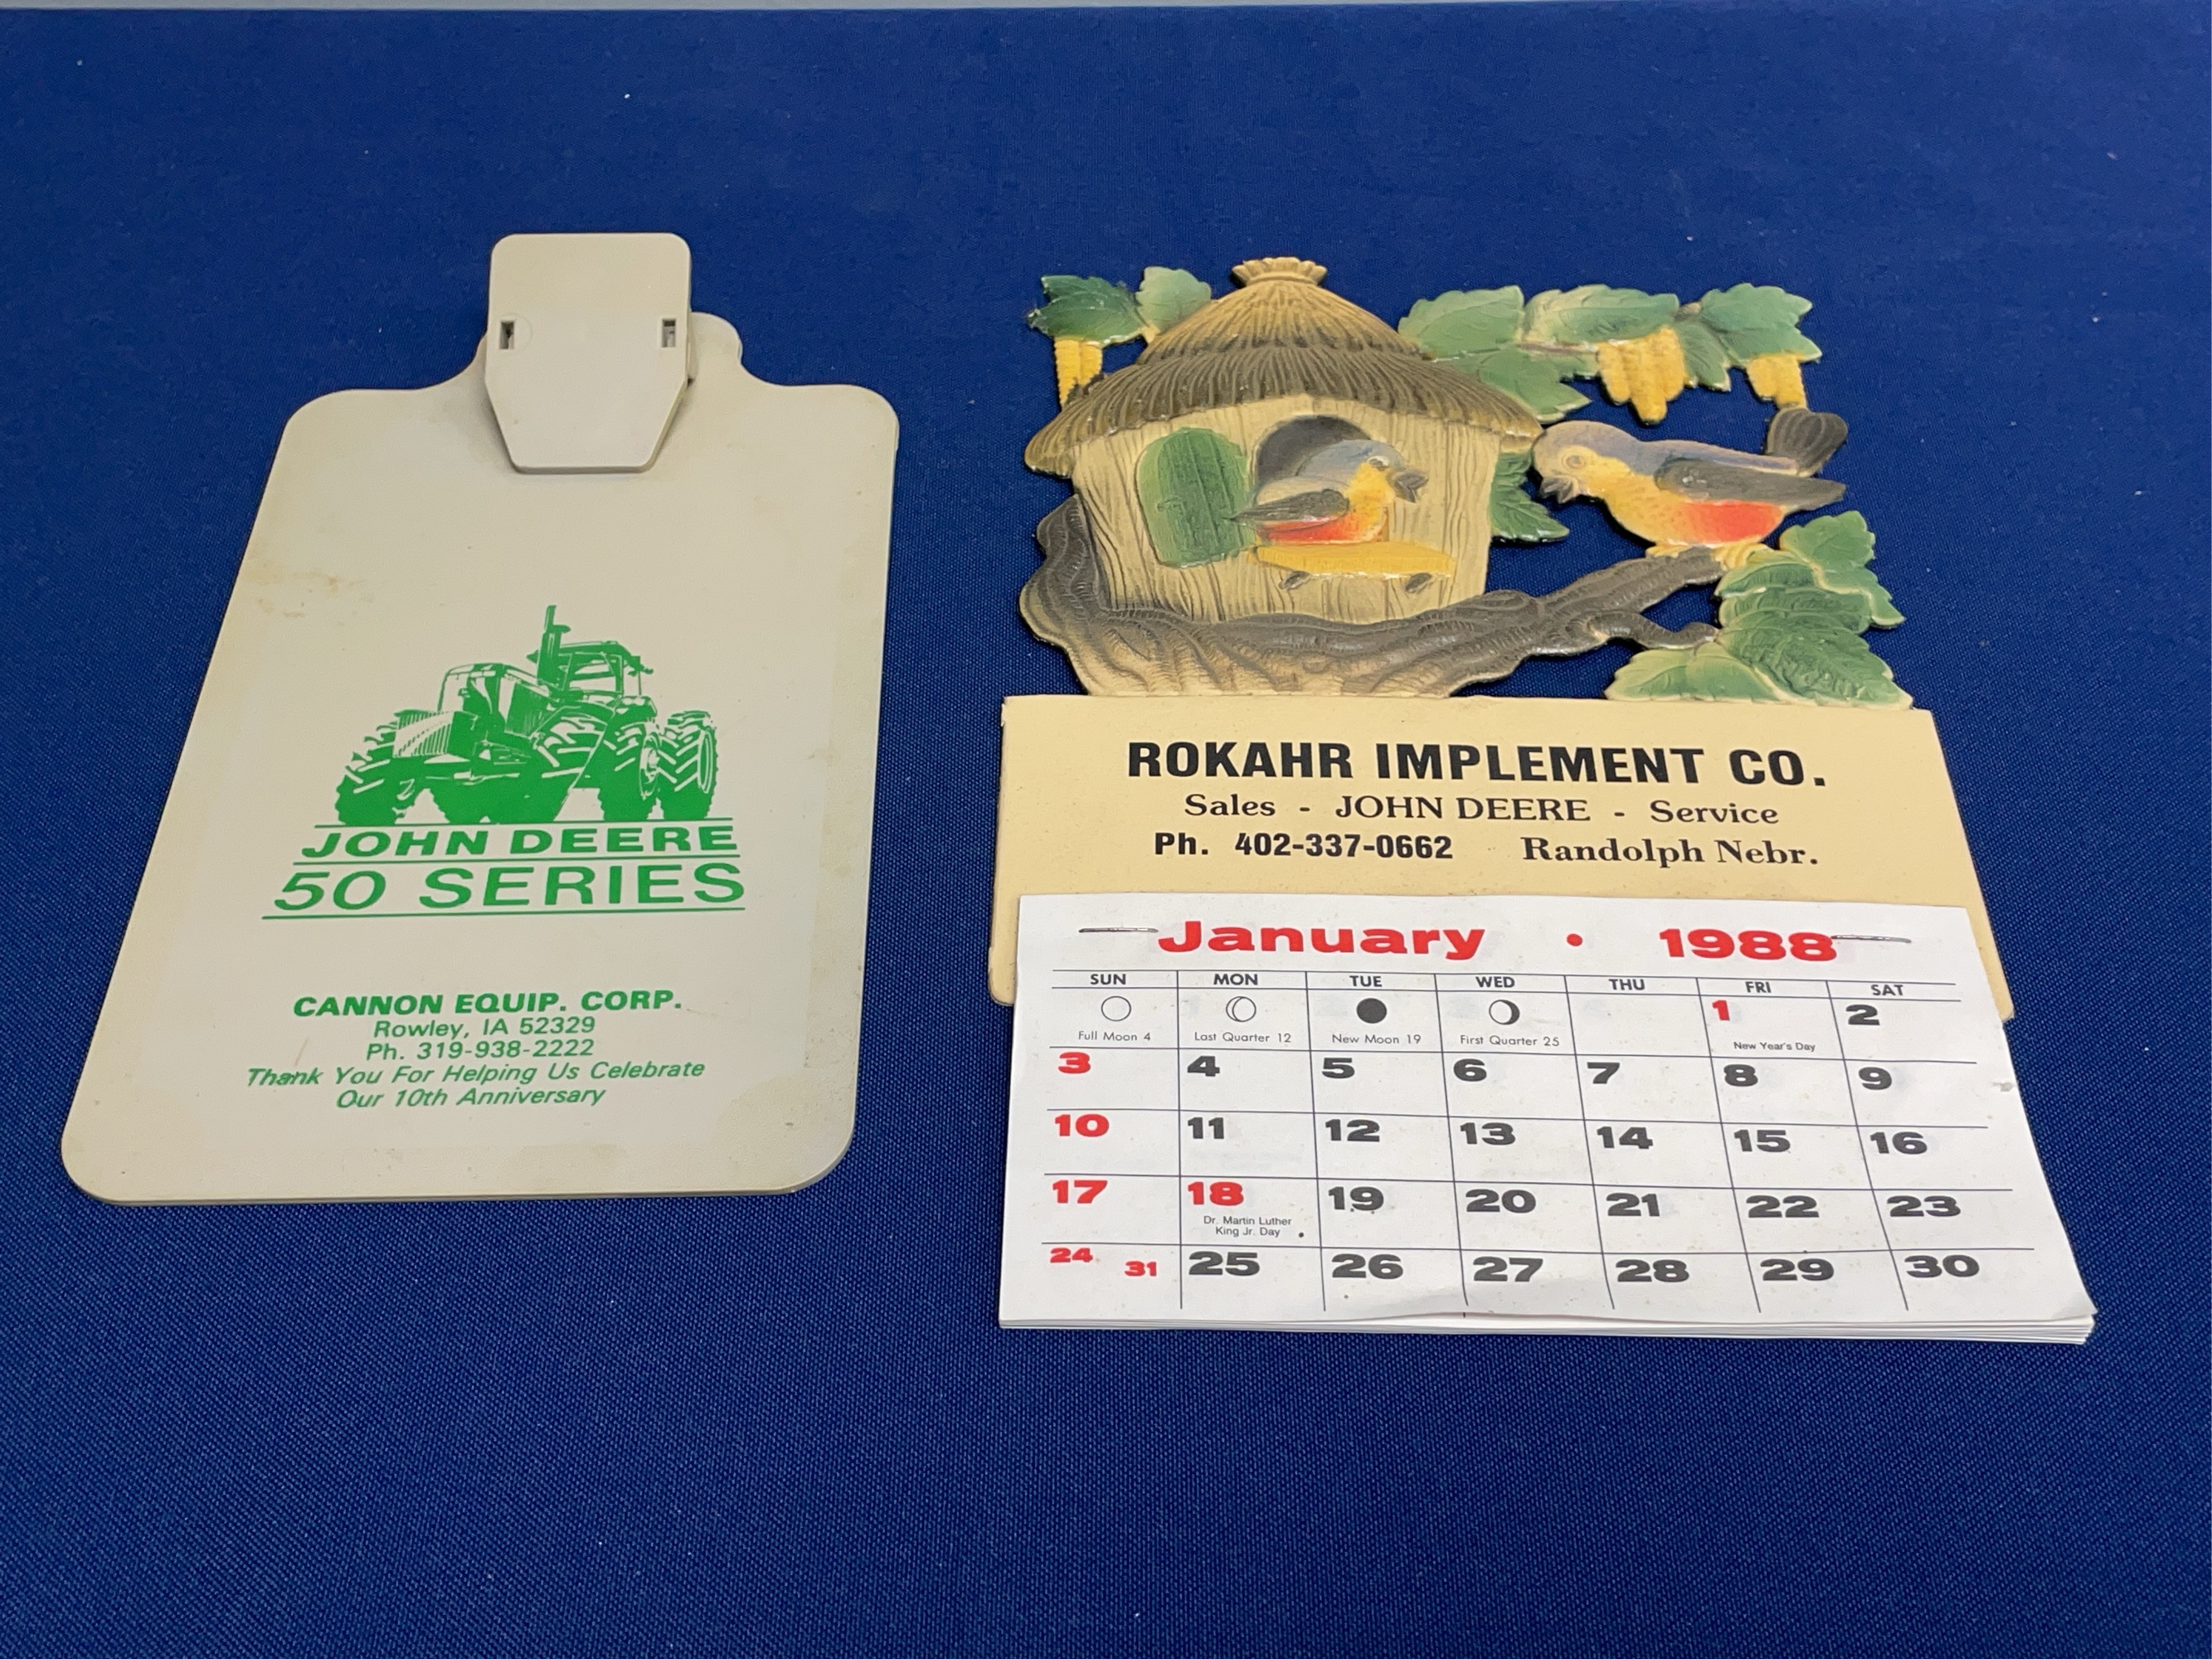 JOHN DEERE
50 SERIES
CANNON EQUIP. CORP.
Rowley, IA 52329
Ph. 319-938-2222
Thank You For Helping Us Celebrate
Our 10th Anniversary
ROKAHR IMPLEMENT CO.
Sales - JOHN DEERE - Service
Ph. 402-337-0662 Randolph Nebr.
January • 1988
SUN MON TUE WED THU FRI SAT
1 2
Full Moon 4 Last Quarter 12 New Moon 19 First Quarter 25 New Year's Day
3 4 5 6 7 8 9
10 11 12 13 14 15 16
17 18 19 20 21 22 23
Dr. Martin Luther
King Jr. Day
24 31 25 26 27 28 29 30